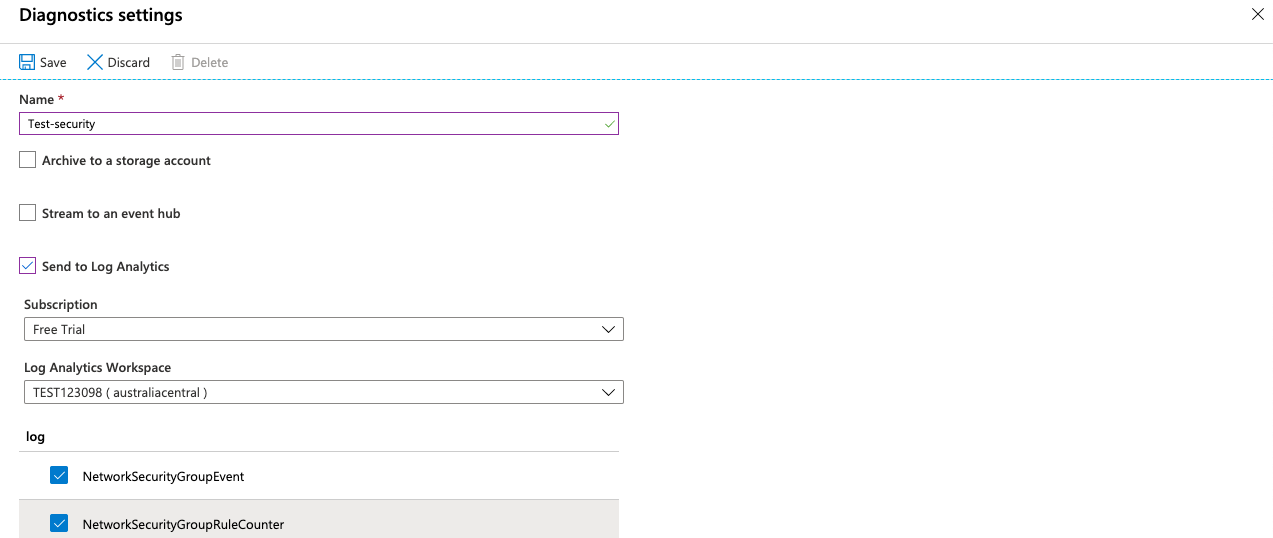 Diagnostics settings
Save Discard Delete
Name *
Test-security
Archive to a storage account
Stream to an event hub
Send to Log Analytics
Subscription
Free Trial
Log Analytics Workspace
TEST123098 ( australiacentral )
log
NetworkSecurityGroupEvent
NetworkSecurityGroupRuleCounter